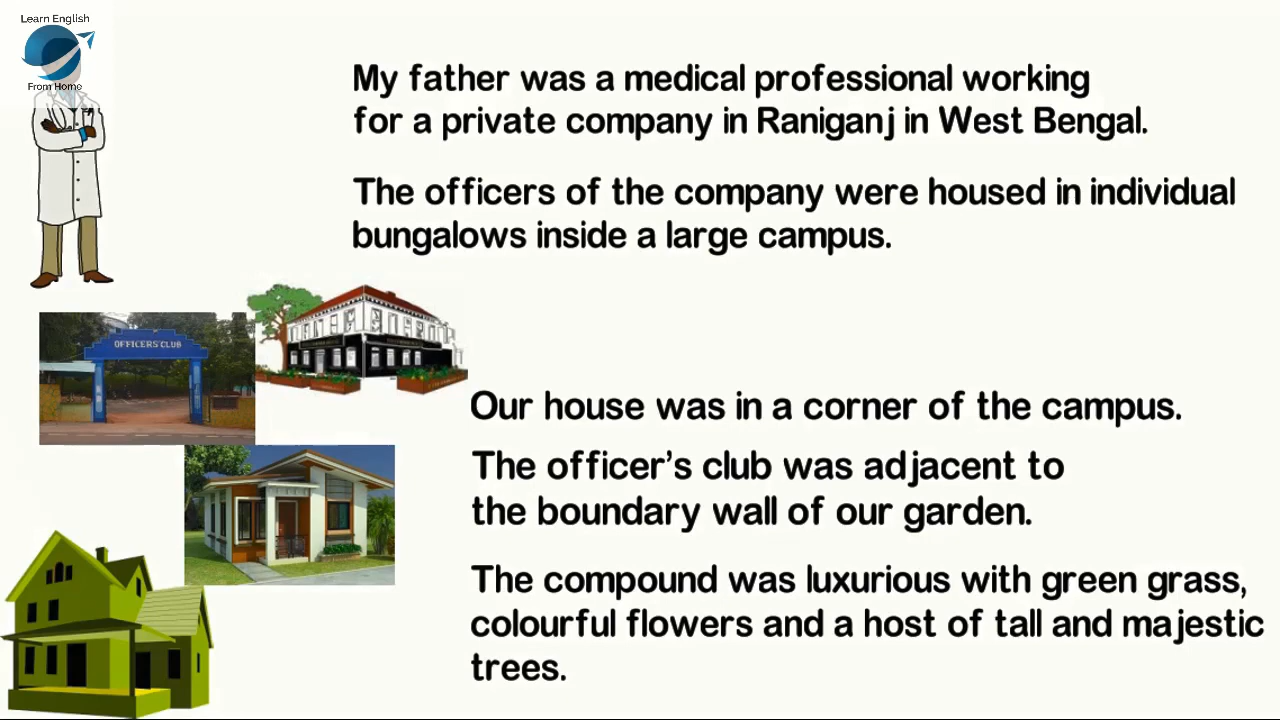 Learn English
From Home
My father was a medical professional working
for a private company in Raniganj in West Bengal.
The officers of the company were housed in individual
bungalows inside a large campus.
OFFICERS' CLUB
Our house was in a corner of the campus.
The officer's club was adjacent to
the boundary wall of our garden.
The compound was luxurious with green grass,
colourful flowers and a host of tall and majestic
trees.